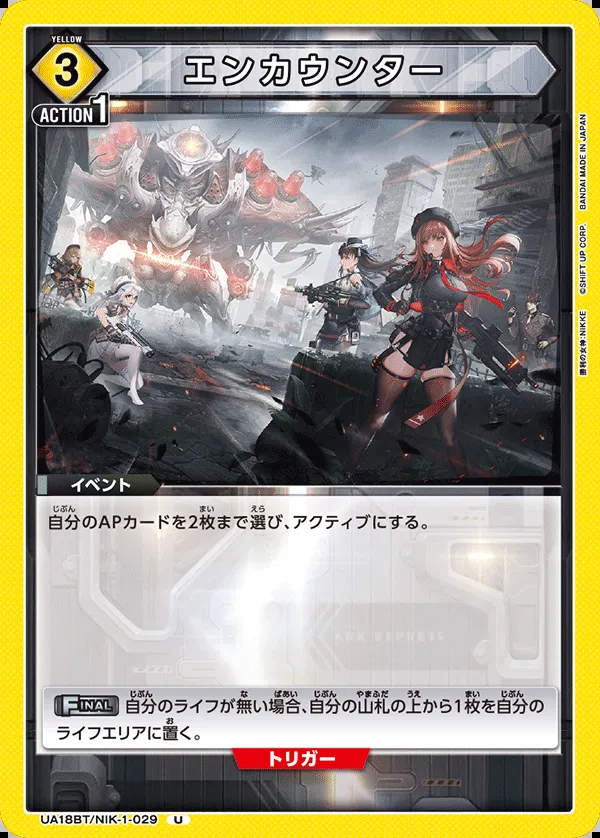 YELLOW
3
エンカウンター
ACTION 1
©SHIFT UP CORP. BANDAI MADE IN JAPAN
勝利の女神:NIKKE
イベント
自分のAPカードを2枚まで選び、アクティブにする。
ARK EXPRESS
FINAL 自分のライフが無い場合、自分の山札の上から1枚を自分の
ライフエリアに置く。
トリガー
UA18BT/NIK-1-029 U